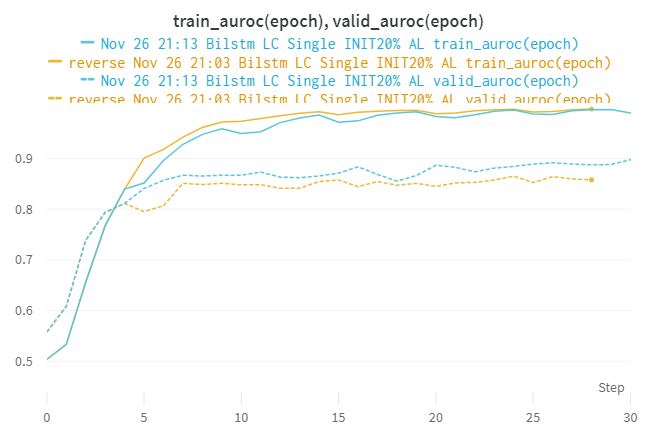 train_auroc(epoch), valid_auroc(epoch)
Nov 26 21:13 Bilstm LC Single INIT20% AL train_auroc(epoch)
reverse Nov 26 21:03 Bilstm LC Single INIT20% AL train_auroc(epoch)
Nov 26 21:13 Bilstm LC Single INIT20% AL valid_auroc(epoch)
reverse Nov 26 21:03 Bilstm LC Single INIT20% AL valid_auroc(epoch)
0.9
0.8
0.7
0.6
0.5
Step
0 5 10 15 20 25 30